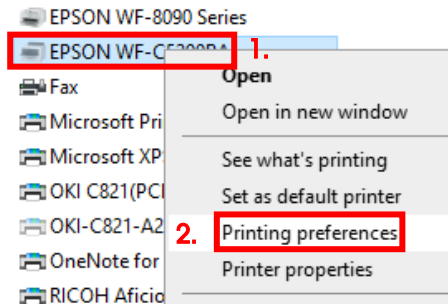 EPSON WF-8090 Series
EPSON WF-C5290BA
1.
Fax
Open
Open in new window
Microsoft Pri
Microsoft XP
See what's printing
OKI C821(PCl
Set as default printer
OKI-C821-A2
2.
Printing preferences
OneNote for
Printer properties
RICOH Aficio